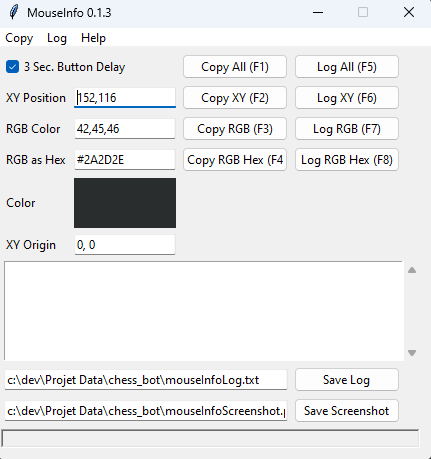 MouseInfo 0.1.3
Copy Log Help
3 Sec. Button Delay Copy All (F1) Log All (F5)
XY Position 152,116 Copy XY (F2) Log XY (F6)
RGB Color 42,45,46 Copy RGB (F3) Log RGB (F7)
RGB as Hex #2A2D2E Copy RGB Hex (F4 Log RGB Hex (F8)
Color
XY Origin 0, 0
c:\dev\Projet Data\chess_bot\mouseInfoLog.txt Save Log
c:\dev\Projet Data\chess_bot\mouseInfoScreenshot.p Save Screenshot